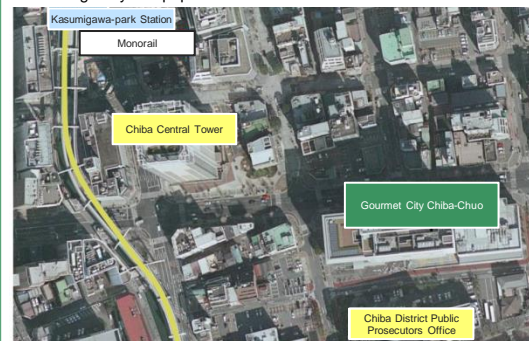 Kasumigawa-park Station
Monorail
Chiba Central Tower
Gourmet City Chiba-Chuo
Chiba District Public
Prosecutors Office